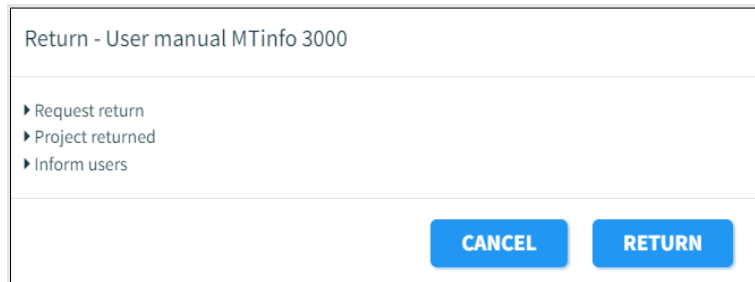 Return - User manual MTinfo 3000
Request return
Project returned
Inform users
CANCEL RETURN